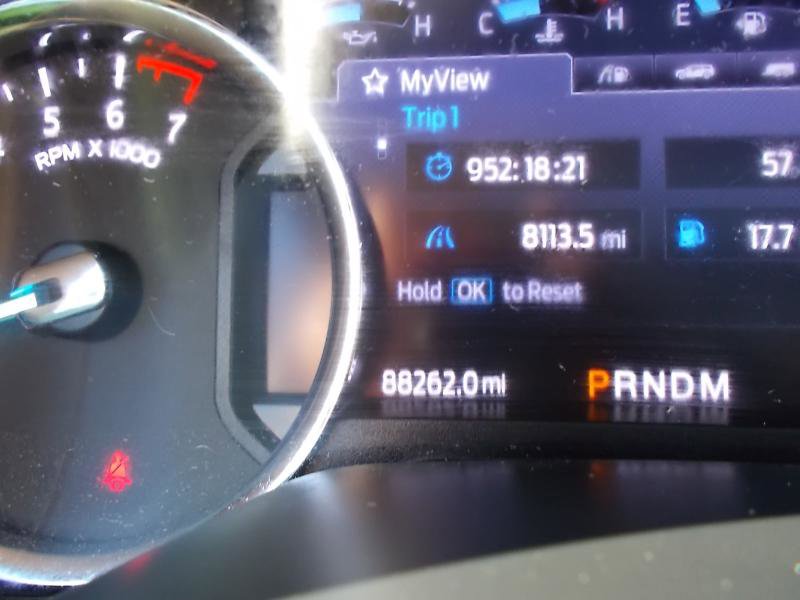 H C H E
MyView
Trip 1
5 6 7
RPM X 1000
952:18:21
8113.5 mi 17.7
Hold OK to Reset
88262.0 mi PRNDM